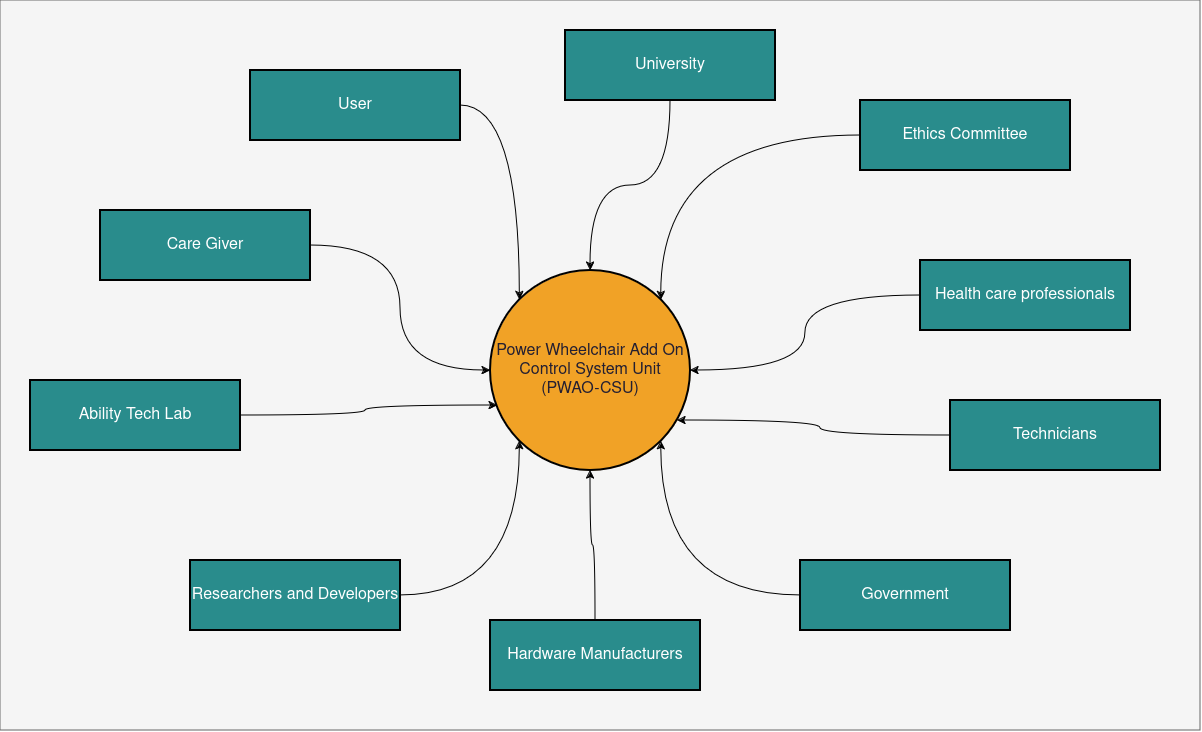 University
User
Ethics Committee
Care Giver
Health care professionals
Power Wheelchair Add On
Control System Unit
(PWAO-CSU)
Ability Tech Lab
Technicians
Researchers and Developers
Government
Hardware Manufacturers